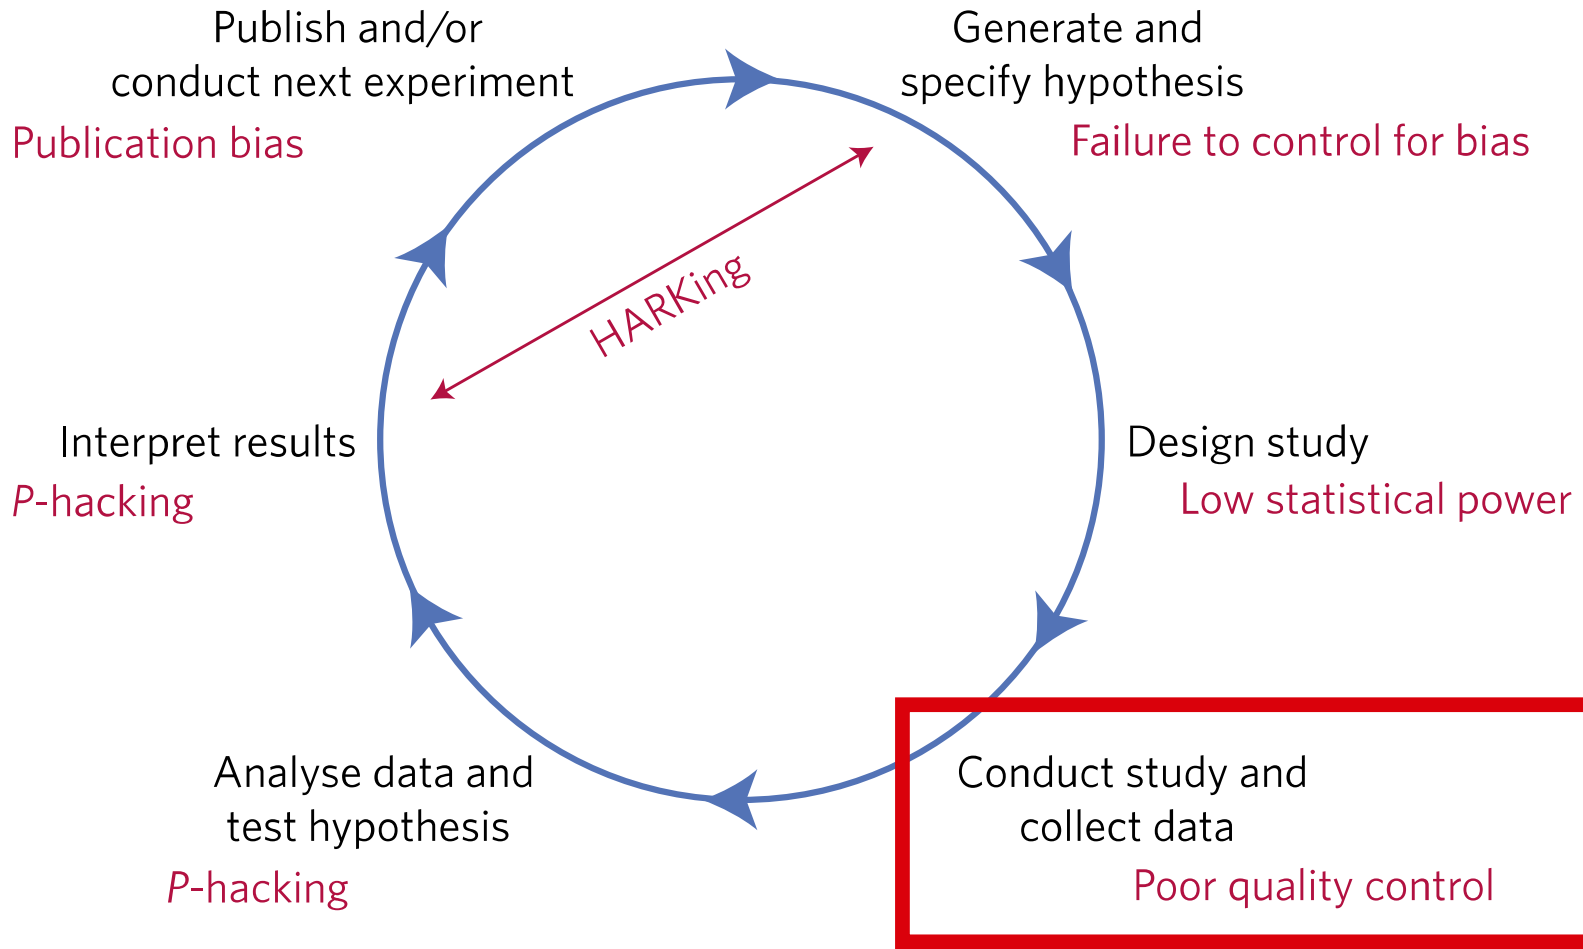 Publish and/or
conduct next experiment
Publication bias
Generate and
specify hypothesis
Failure to control for bias
HARKing
Interpret results
P-hacking
Design study
Low statistical power
Analyse data and
test hypothesis
P-hacking
Conduct study and
collect data
Poor quality control